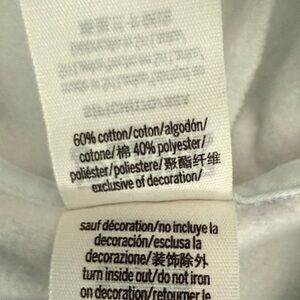 60% cotton/coton/algodón/
cotone/棉 40% polyester/
poliéster/poliestere/聚酯纤维
exclusive of decoration/
sauf décoration/no incluye la
decoración/esclusa la
decorazione/装饰除外
turn inside out/do not iron
on decoration/retourner le